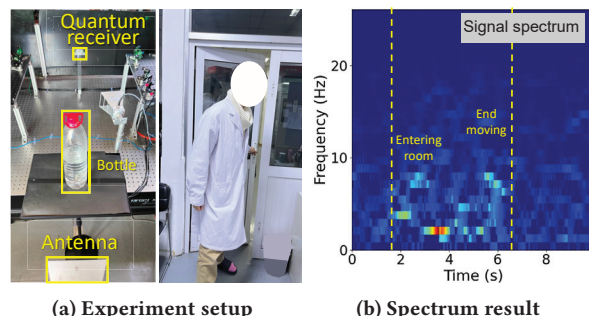 Quantum
receiver
Bottle
Antenna
(a) Experiment setup
Signal spectrum
Entering
room
End
moving
Frequency (Hz)
20
10
0
0 2 4 6 8
Time (s)
(b) Spectrum result